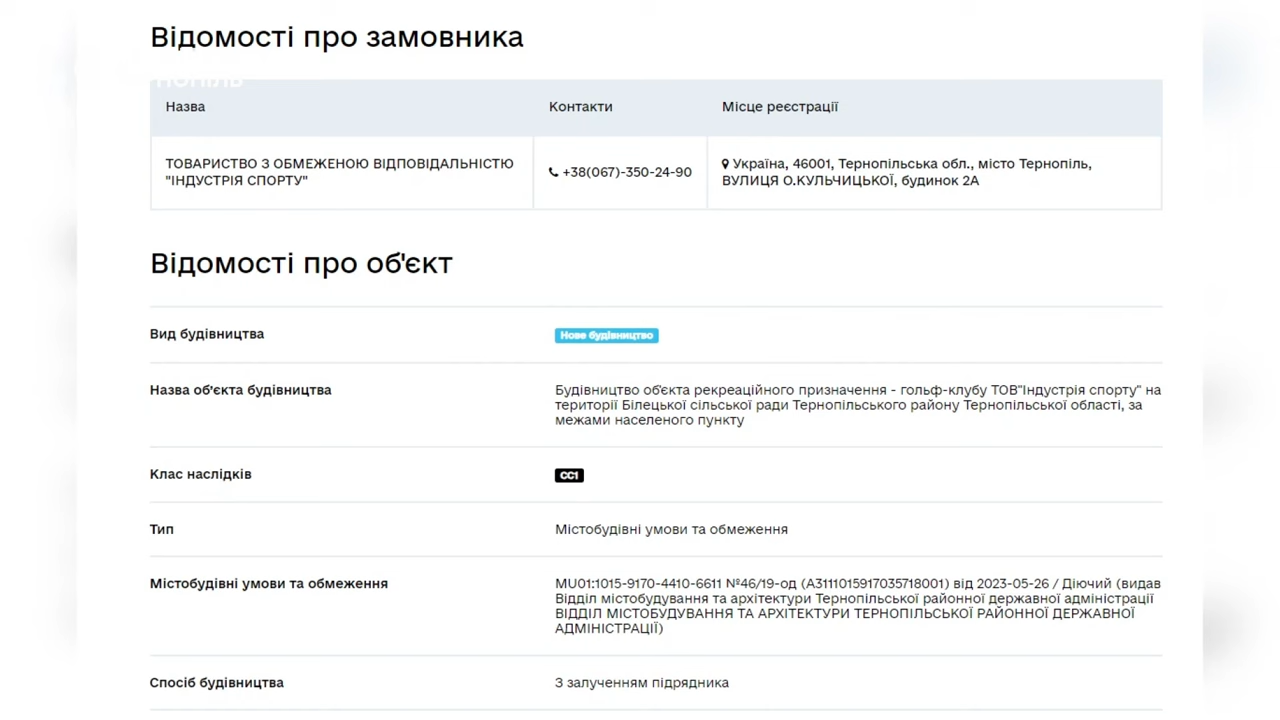 Відомості про замовника
Назва
Контакти
Місце реєстрації
ТОВАРИСТВО З ОБМЕЖЕНОЮ ВІДПОВІДАЛЬНІСТЮ
"ІНДУСТРІЯ СПОРТУ"
+38(067)-350-24-90
Україна, 46001, Тернопільська обл., місто Тернопіль,
ВУЛИЦЯ О.КУЛЬЧИЦЬКОЇ, будинок 2А
Відомості про об'єкт
Вид будівництва
Нове будівництво
Назва об'єкта будівництва
Будівництво об'єкта рекреаційного призначення - гольф-клубу ТОВ"Індустрія спорту" на
території Білецької сільської ради Тернопільського району Тернопільської області, за
межами населеного пункту
Клас наслідків
СС1
Тип
Містобудівні умови та обмеження
Містобудівні умови та обмеження
MU01:1015-9170-4410-6611 №46/19-од (А3111015917035718001) від 2023-05-26 / Діючий (видав
Відділ містобудування та архітектури Тернопільської районної державної адміністрації
ВІДДІЛ МІСТОБУДУВАННЯ ТА АРХІТЕКТУРИ ТЕРНОПІЛЬСЬКОЇ РАЙОННОЇ ДЕРЖАВНОЇ
АДМІНІСТРАЦІЇ)
Спосіб будівництва
З залученням підрядника